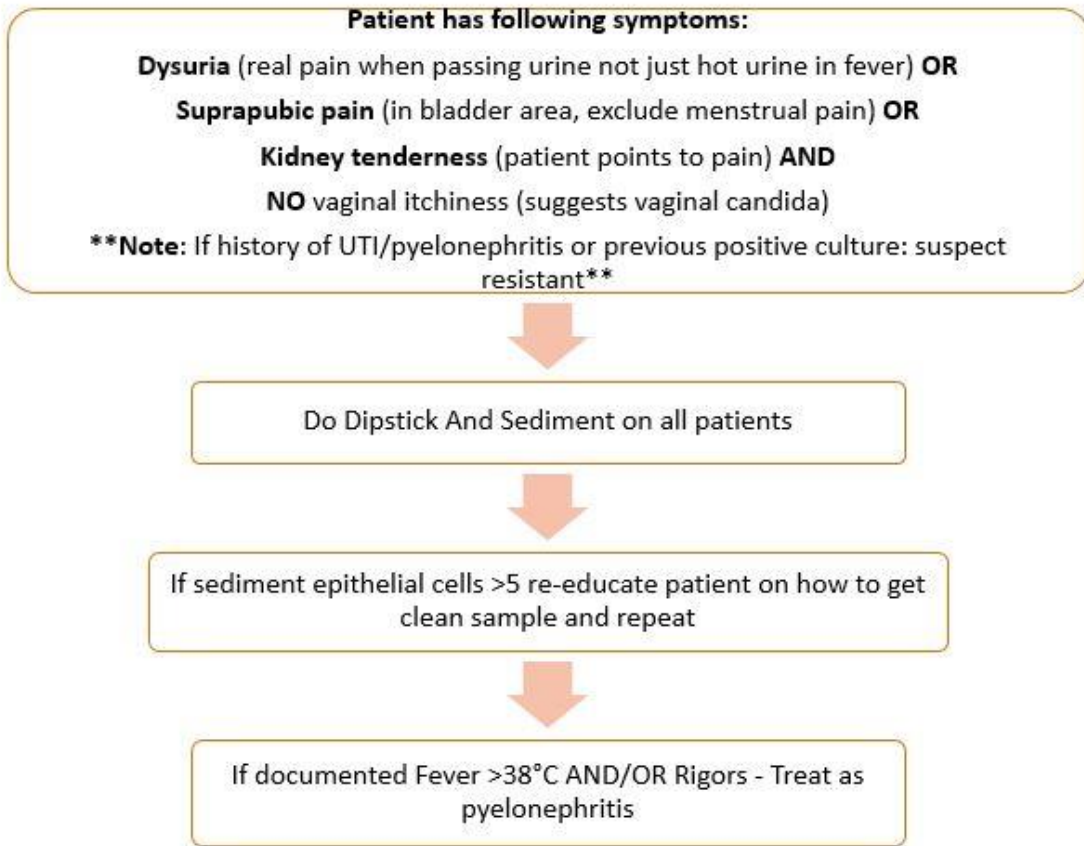 Patient has following symptoms:
Dysuria (real pain when passing urine not just hot urine in fever) OR
Suprapubic pain (in bladder area, exclude menstrual pain) OR
Kidney tenderness (patient points to pain) AND
NO vaginal itchiness (suggests vaginal candida)
**Note: If history of UTI/pyelonephritis or previous positive culture: suspect
resistant**
Do Dipstick And Sediment on all patients
If sediment epithelial cells >5 re-educate patient on how to get
clean sample and repeat
If documented Fever >38°C AND/OR Rigors - Treat as
pyelonephritis